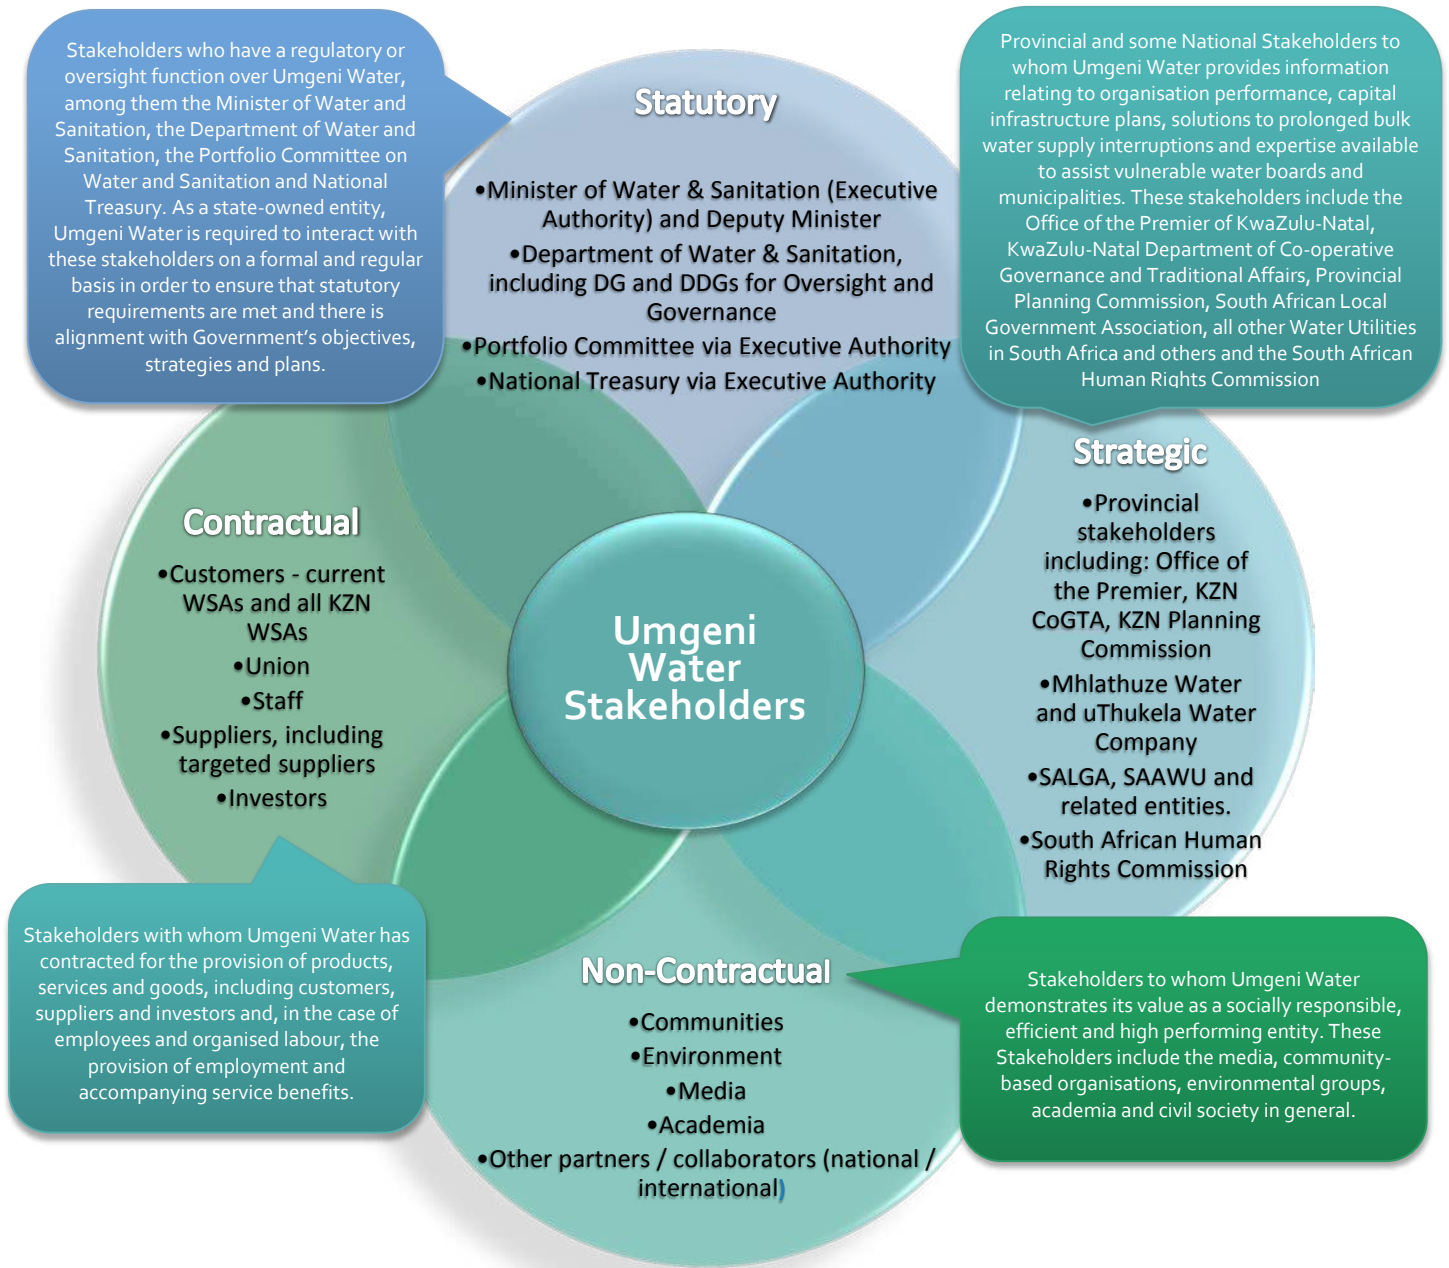 Stakeholders who have a regulatory or
oversight function over Umgeni Water,
among them the Minister of Water and
Sanitation, the Department of Water and
Sanitation, the Portfolio Committee on
Water and Sanitation and National
Treasury. As a state-owned entity,
Umgeni Water is required to interact with
these stakeholders on a formal and regular
basis in order to ensure that statutory
requirements are met and there is
alignment with Government's objectives,
strategies and plans.
Statutory
•Minister of Water & Sanitation (Executive
Authority) and Deputy Minister
•Department of Water & Sanitation,
including DG and DDGs for Oversight and
Governance
•Portfolio Committee via Executive Authority
•National Treasury via Executive Authority
Provincial and some National Stakeholders to
whom Umgeni Water provides information
relating to organisation performance, capital
infrastructure plans, solutions to prolonged bulk
water supply interruptions and expertise available
to assist vulnerable water boards and
municipalities. These stakeholders include the
Office of the Premier of KwaZulu-Natal,
KwaZulu-Natal Department of Co-operative
Governance and Traditional Affairs, Provincial
Planning Commission, South African Local
Government Association, all other Water Utilities
in South Africa and others and the South African
Human Rights Commission
Strategic
•Provincial
stakeholders
including: Office of
the Premier, KZN
CoGTA, KZN Planning
Commission
•Mhlathuze Water
and uThukela Water
Company
•SALGA, SAAWU and
related entities.
•South African Human
Rights Commission
Contractual
•Customers - current
WSAs and all KZN
WSAs
•Union
•Staff
•Suppliers, including
targeted suppliers
•Investors
Umgeni
Water
Stakeholders
Stakeholders with whom Umgeni Water has
contracted for the provision of products,
services and goods, including customers,
suppliers and investors and, in the case of
employees and organised labour, the
provision of employment and
accompanying service benefits.
Non-Contractual
•Communities
•Environment
•Media
•Academia
•Other partners / collaborators (national /
international)
Stakeholders to whom Umgeni Water
demonstrates its value as a socially responsible,
efficient and high performing entity. These
Stakeholders include the media, community-
based organisations, environmental groups,
academia and civil society in general.